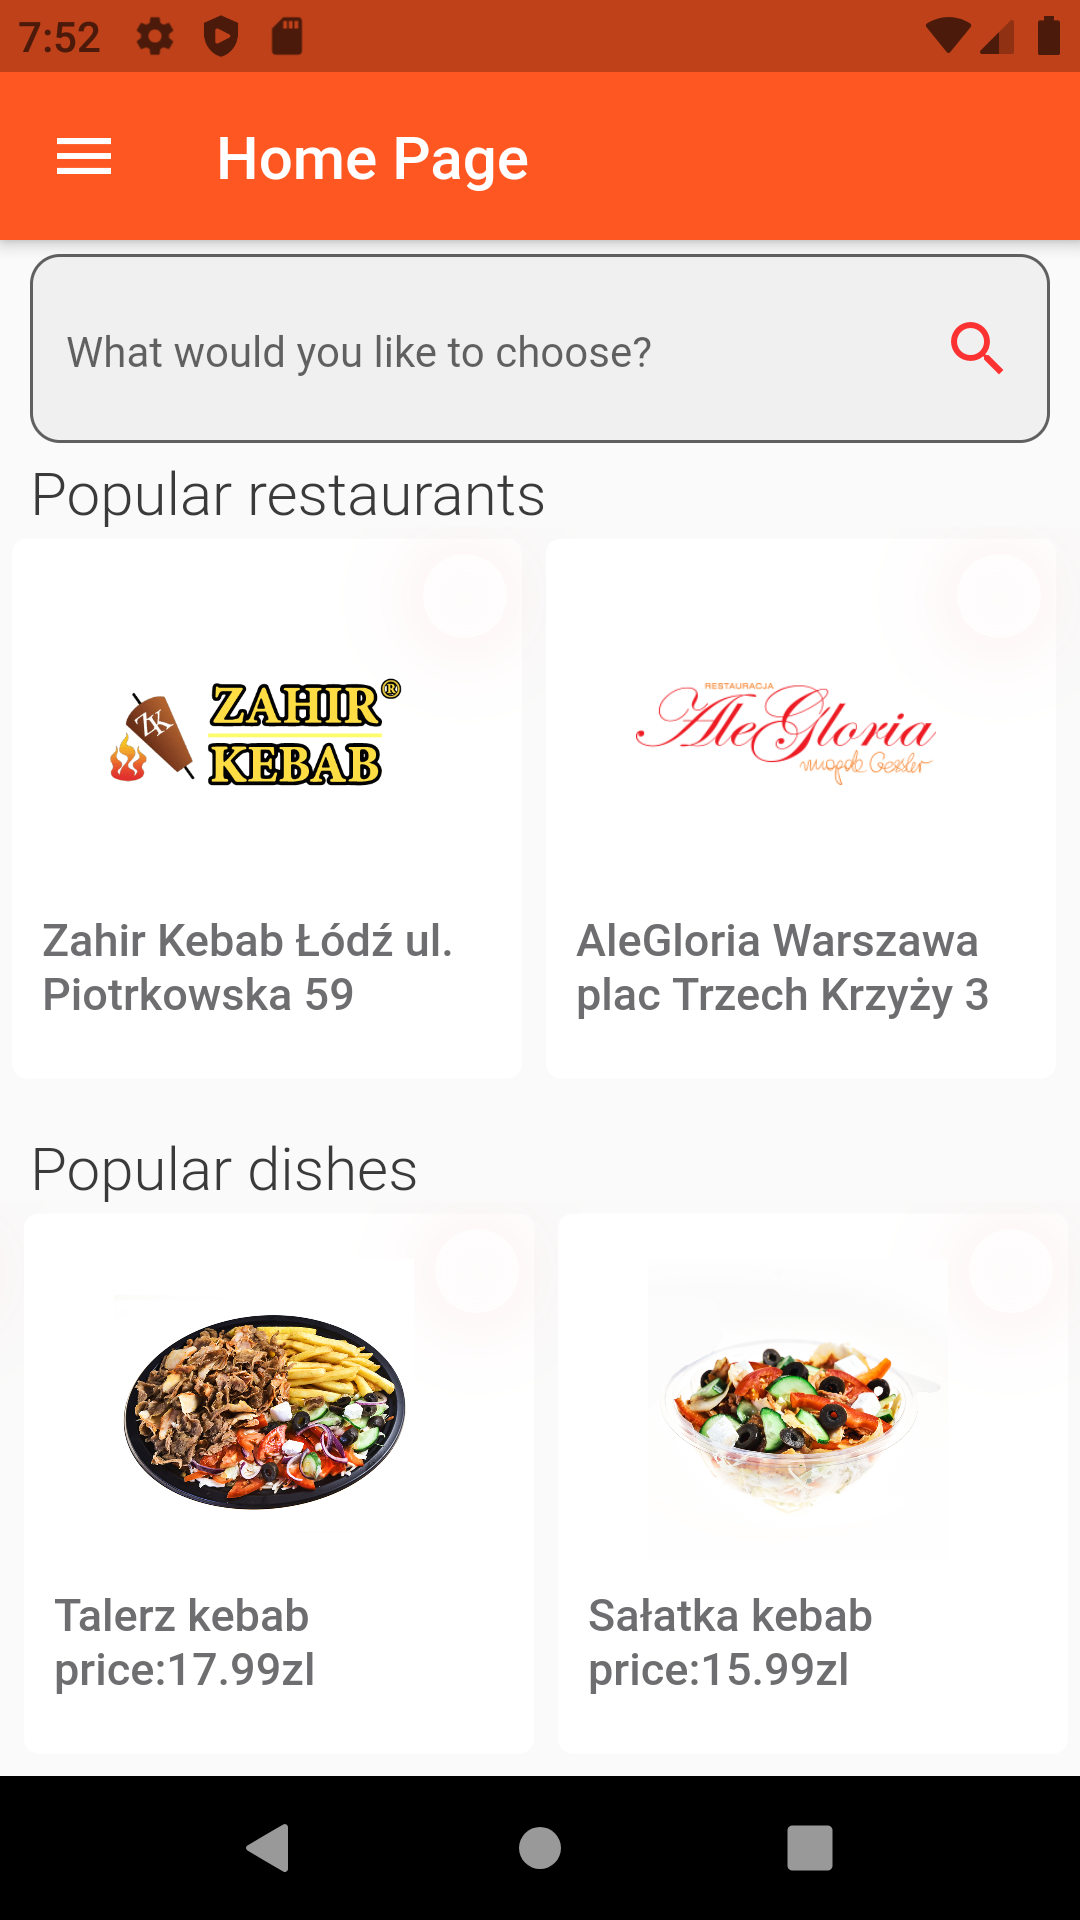 7:52
Home Page
What would you like to choose?
Popular restaurants
ZK
ZAHIR®
KEBAB
RESTAURACJA
AleGloria
magda Gessler
Zahir Kebab Łódź ul.
Piotrkowska 59
AleGloria Warszawa
plac Trzech Krzyży 3
Popular dishes
Talerz kebab
price:17.99zl
Sałatka kebab
price:15.99zl